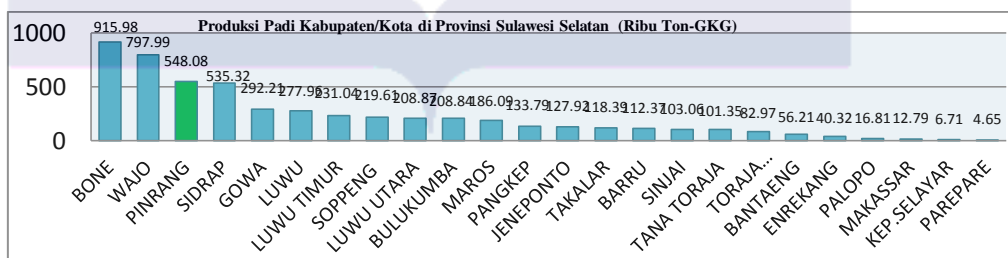 Produksi Padi Kabupaten/Kota di Provinsi Sulawesi Selatan (Ribu Ton-GKG)
1000
500
0
915.98
797.99
548.08
535.32
292.21
277.96
231.04
219.61
208.87
208.84
186.09
133.79
127.92
118.39
112.37
103.06
101.35
82.97
56.21
40.32
16.81
12.79
6.71
4.65
BONE
WAJO
PINRANG
SIDRAP
GOWA
LUWU
LUWU TIMUR
SOPPENG
LUWU UTARA
BULUKUMBA
MAROS
PANGKEP
JENEPONTO
TAKALAR
BARRU
SINJAI
TANA TORAJA
TORAJA...
BANTAENG
ENREKANG
PALOPO
MAKASSAR
KEP.SELAYAR
PAREPARE